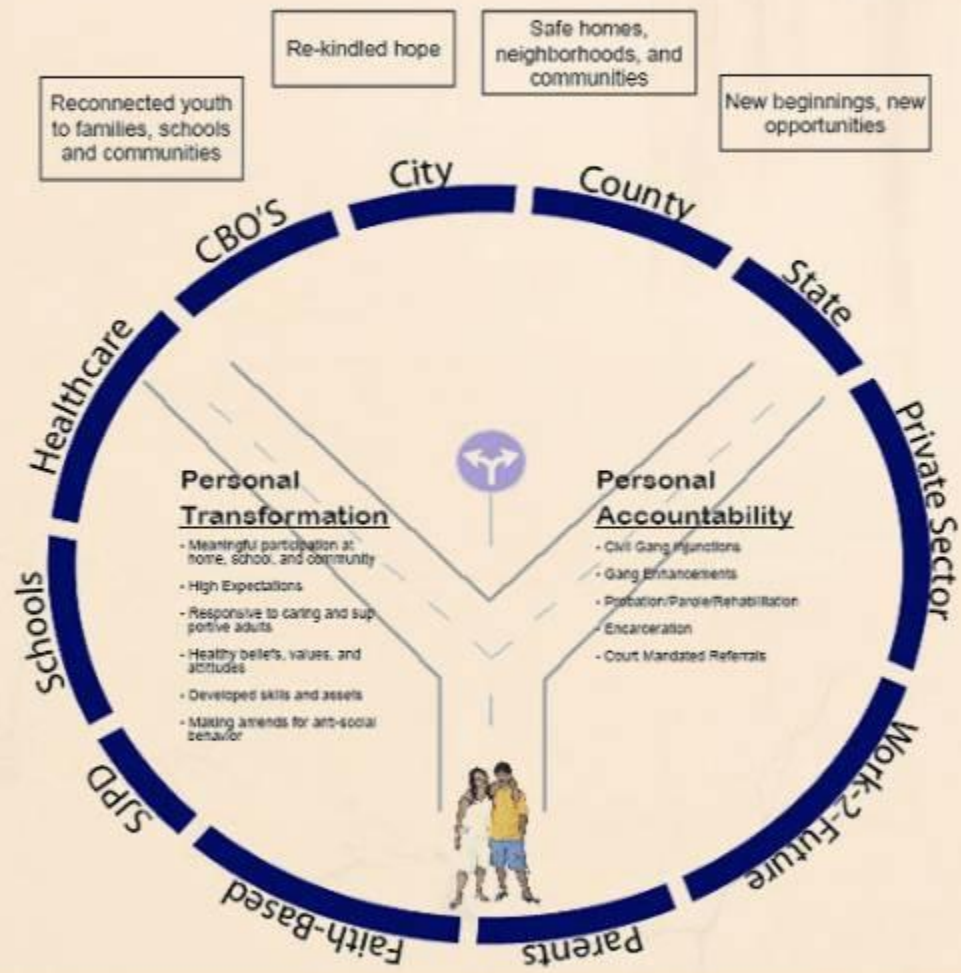 Re-kindled hope
Safe homes,
neighborhoods, and
communities
Reconnected youth
to families, schools
and communities
New beginnings, new
opportunities
City
County
CBO'S
State
Healthcare
Private Sector
Schools
SJPD
Work-2-Future
Faith-Based
Parents
Personal
Transformation
- Meaningful participation at
home, school, and community
- High Expectations
- Responsive to caring and sup
portive adults
- Healthy beliefs, values, and
attitudes
- Developed skills and assets
- Making amends for anti-social
behavior
Personal
Accountability
- Civil Gang Injunctions
- Gang Enhancements
- Probation/Parole/Rehabilitation
- Encarceration
- Court Mandated Referrals